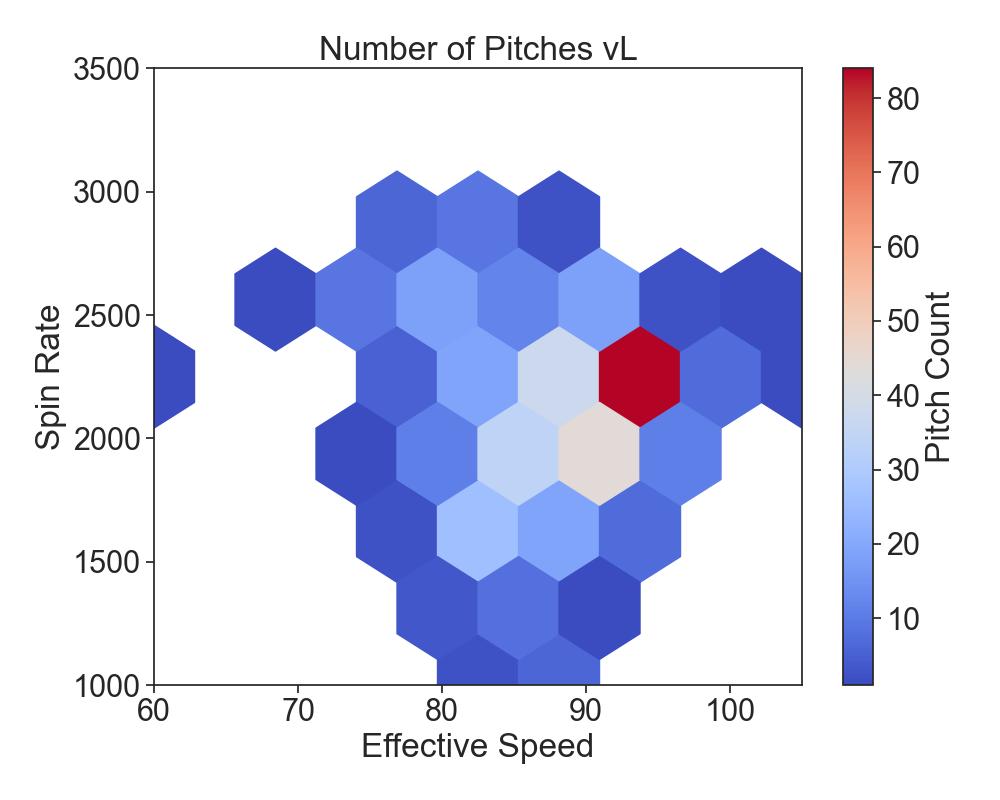 Number of Pitches vL
3500
3000
2500
2000
1500
1000
Spin Rate
60 70 80 90 100
Effective Speed
80
70
60
50
40
30
20
10
Pitch Count